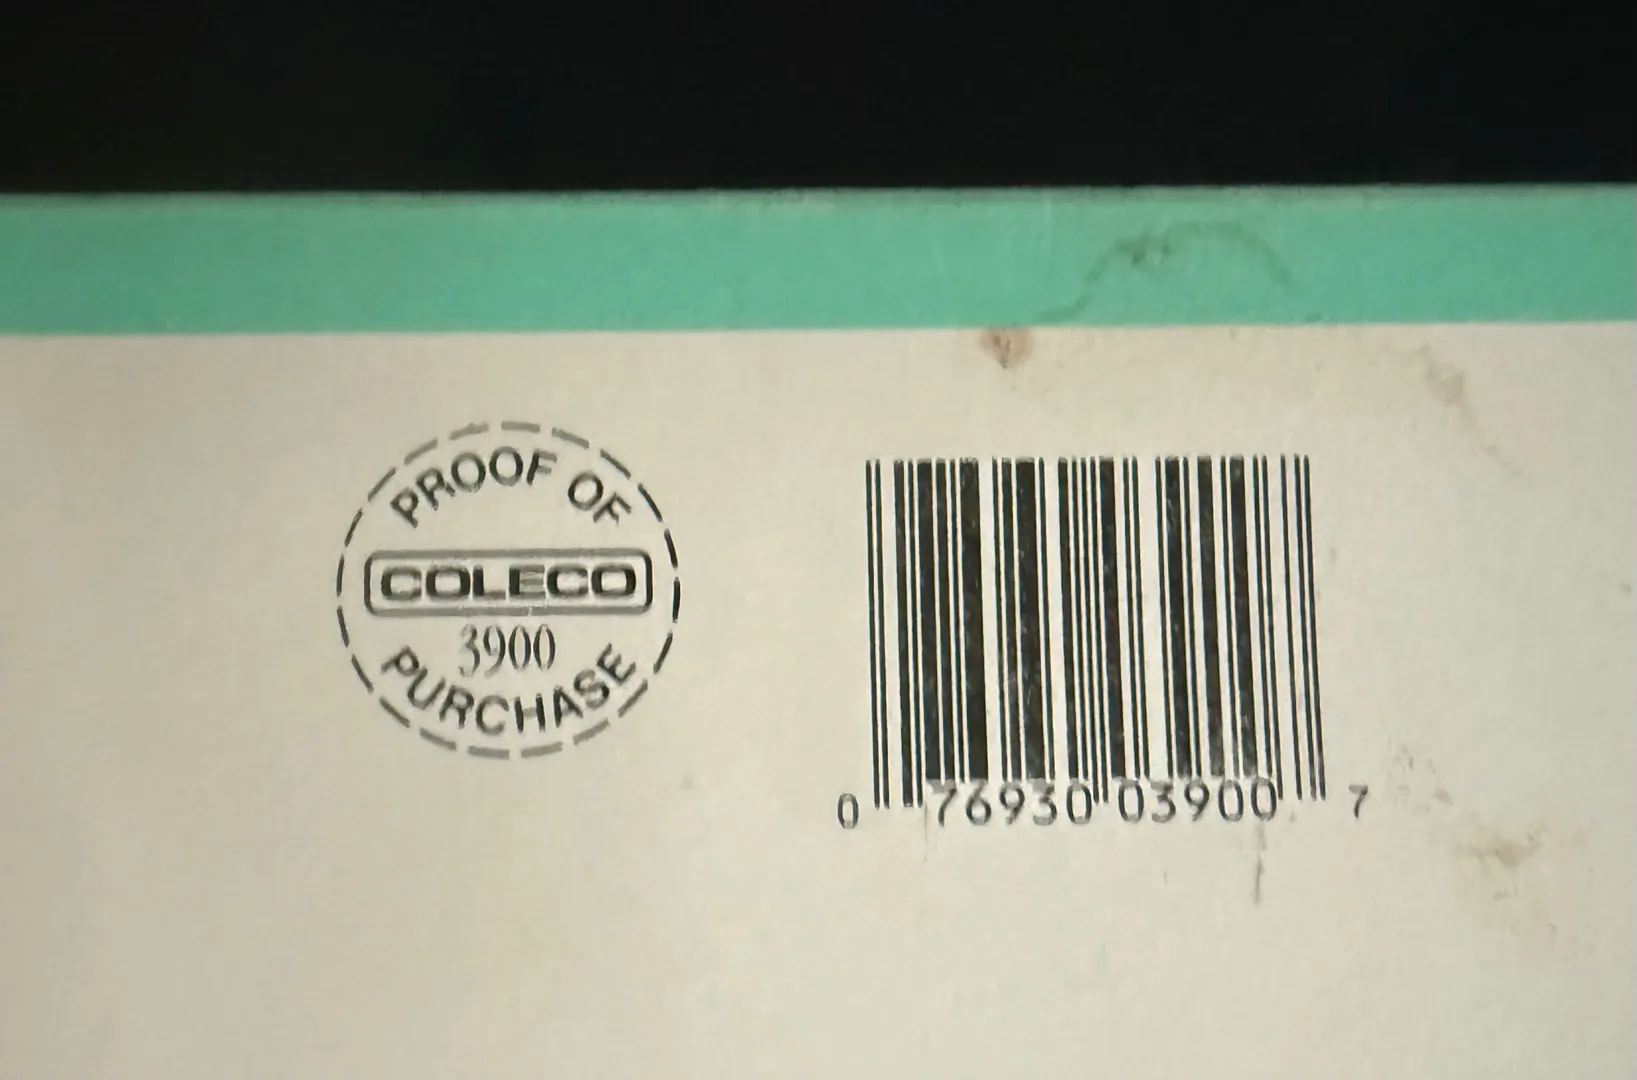 PROOF OF
COLECO
3900
PURCHASE
0 76930 03900 7